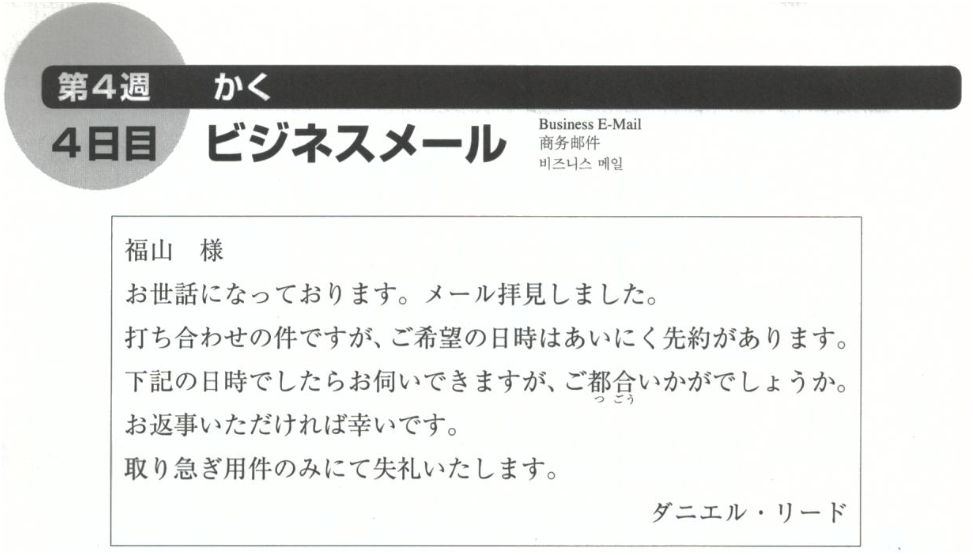 第4週 かく
4日目 ビジネスメール
Business E-Mail
商务邮件
비즈니스 메일
福山 様
お世話になっております。メール拝見しました。
打ち合わせの件ですが、ご希望の日時はあいにく先約があります。
下記の日時でしたらお伺いできますが、ご都合いかがでしょうか。
つごう
お返事いただければ幸いです。
取り急ぎ用件のみにて失礼いたします。
ダニエル・リード